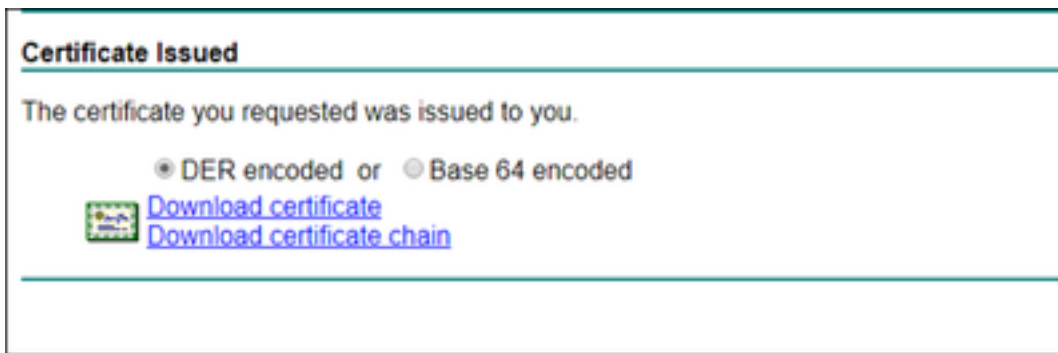 Certificate Issued
The certificate you requested was issued to you.
DER encoded or Base 64 encoded
Download certificate
Download certificate chain